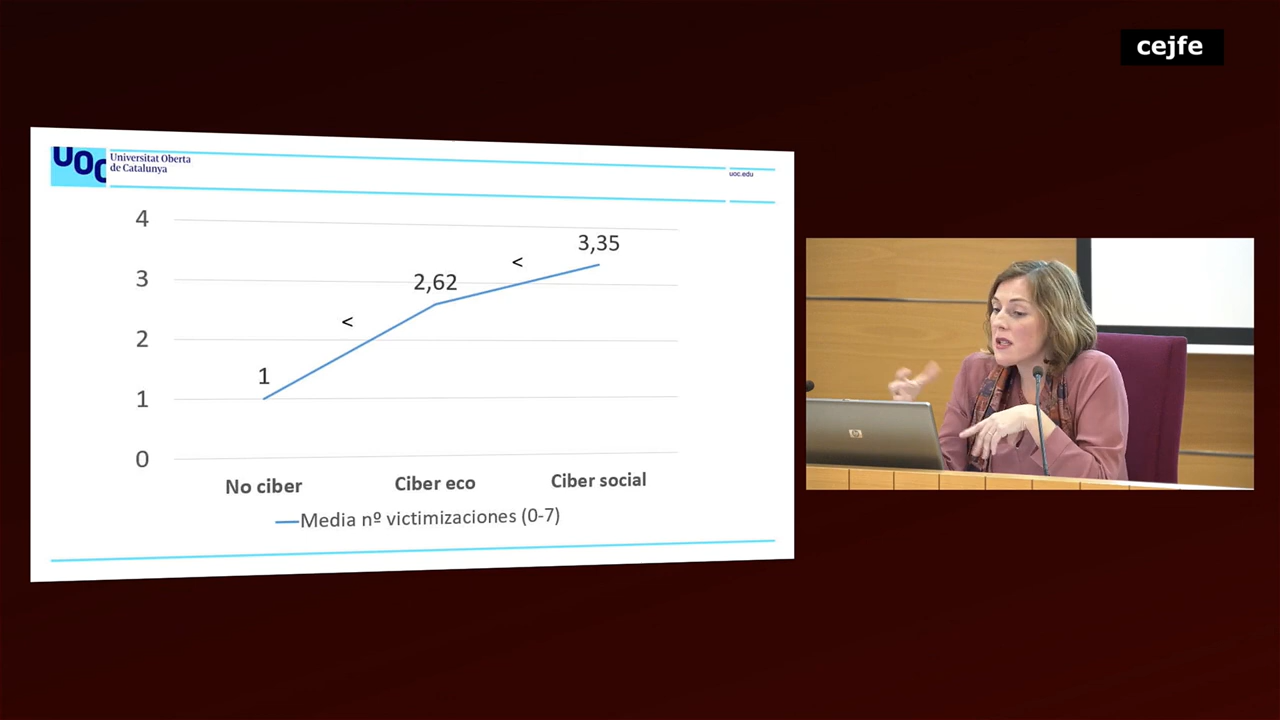 cejfe
UOC
Universitat Oberta
de Catalunya
uoc.edu
4
3
2
1
0
1
<
2,62
<
3,35
No ciber
Ciber eco
Ciber social
Media nº victimizaciones (0-7)
hp